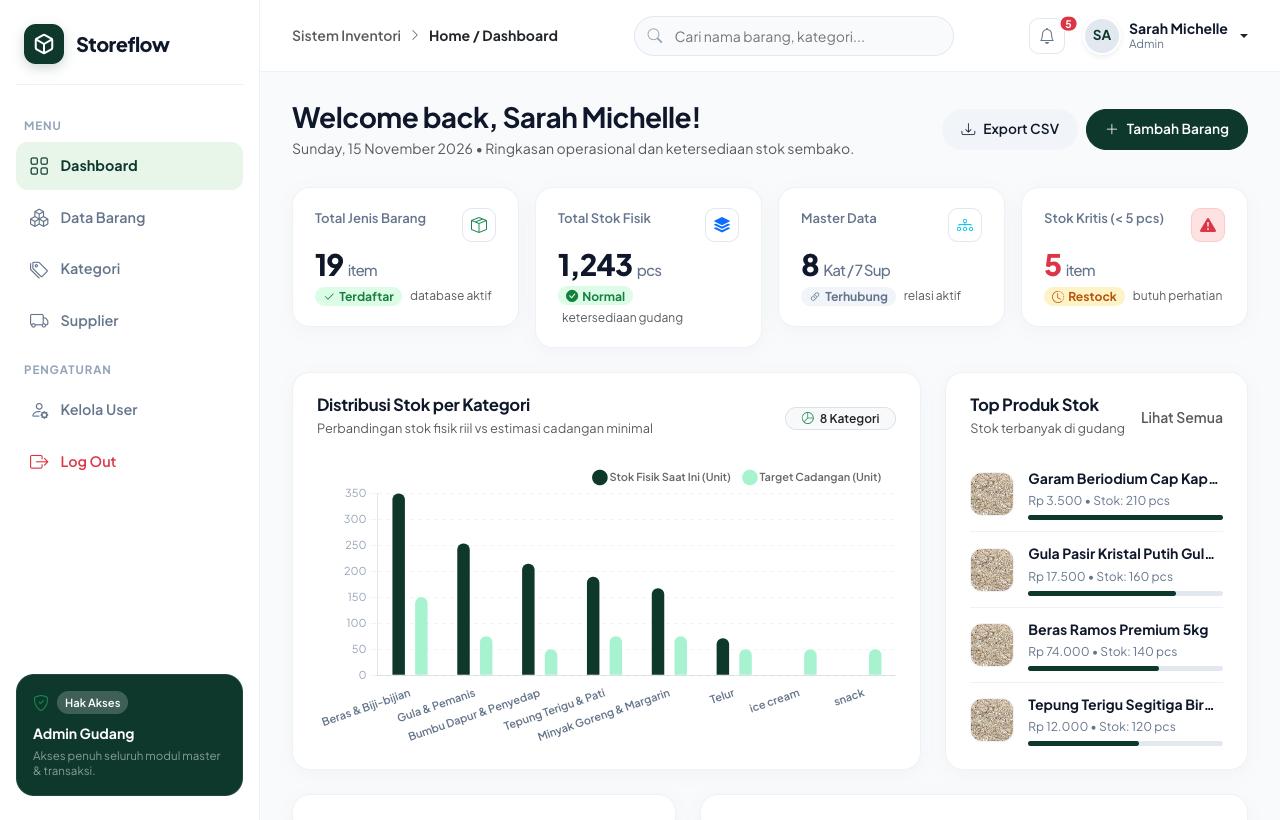 Storeflow
Sistem Inventori
Home / Dashboard
Cari nama barang, kategori...
5
SA
Sarah Michelle
Admin
MENU
Dashboard
Data Barang
Kategori
Supplier
PENGATURAN
Kelola User
Log Out
Hak Akses
Admin Gudang
Akses penuh seluruh modul master
& transaksi.
Welcome back, Sarah Michelle!
Sunday, 15 November 2026 • Ringkasan operasional dan ketersediaan stok sembako.
Export CSV
Tambah Barang
Total Jenis Barang
19 item
Terdaftar database aktif
Total Stok Fisik
1,243 pcs
Normal
ketersediaan gudang
Master Data
8 Kat / 7 Sup
Terhubung relasi aktif
Stok Kritis (< 5 pcs)
5 item
Restock butuh perhatian
Distribusi Stok per Kategori
Perbandingan stok fisik riil vs estimasi cadangan minimal
8 Kategori
Stok Fisik Saat Ini (Unit)
Target Cadangan (Unit)
350
300
250
200
150
100
50
0
Beras & Biji-bijian
Gula & Pemanis
Bumbu Dapur & Penyedap
Tepung Terigu & Pati
Minyak Goreng & Margarin
Telur
ice cream
snack
Top Produk Stok
Stok terbanyak di gudang
Lihat Semua
Garam Beriodium Cap Kap...
Rp 3.500 • Stok: 210 pcs
Gula Pasir Kristal Putih Gul...
Rp 17.500 • Stok: 160 pcs
Beras Ramos Premium 5kg
Rp 74.000 • Stok: 140 pcs
Tepung Terigu Segitiga Bir...
Rp 12.000 • Stok: 120 pcs